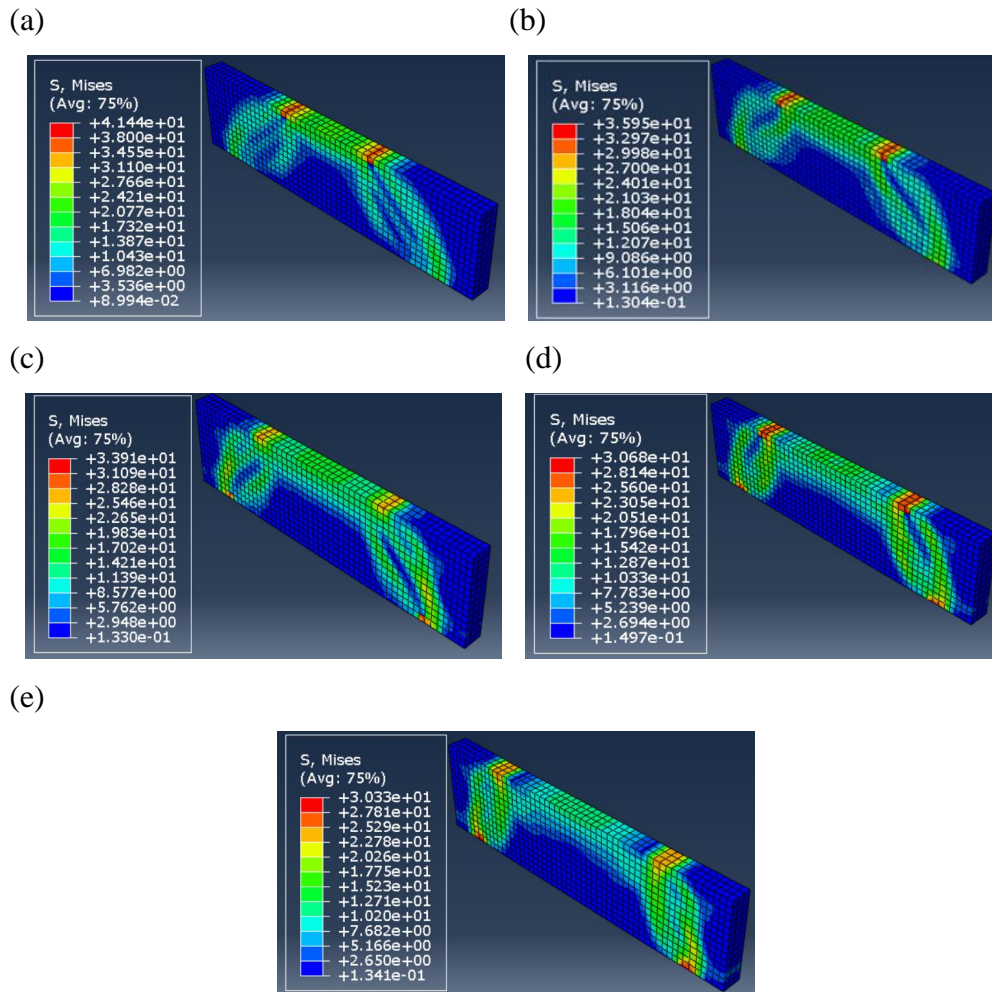 (a)
S, Mises
(Avg: 75%)
+4.144e+01
+3.800e+01
+3.455e+01
+3.110e+01
+2.766e+01
+2.421e+01
+2.077e+01
+1.732e+01
+1.387e+01
+1.043e+01
+6.982e+00
+3.536e+00
+8.994e-02
(b)
S, Mises
(Avg: 75%)
+3.595e+01
+3.297e+01
+2.998e+01
+2.700e+01
+2.401e+01
+2.103e+01
+1.804e+01
+1.506e+01
+1.207e+01
+9.086e+00
+6.101e+00
+3.116e+00
+1.304e-01
(c)
S, Mises
(Avg: 75%)
+3.391e+01
+3.109e+01
+2.828e+01
+2.546e+01
+2.265e+01
+1.983e+01
+1.702e+01
+1.421e+01
+1.139e+01
+8.577e+00
+5.762e+00
+2.948e+00
+1.330e-01
(d)
S, Mises
(Avg: 75%)
+3.068e+01
+2.814e+01
+2.560e+01
+2.305e+01
+2.051e+01
+1.796e+01
+1.542e+01
+1.287e+01
+1.033e+01
+7.783e+00
+5.239e+00
+2.694e+00
+1.497e-01
(e)
S, Mises
(Avg: 75%)
+3.033e+01
+2.781e+01
+2.529e+01
+2.278e+01
+2.026e+01
+1.775e+01
+1.523e+01
+1.271e+01
+1.020e+01
+7.682e+00
+5.166e+00
+2.650e+00
+1.341e-01